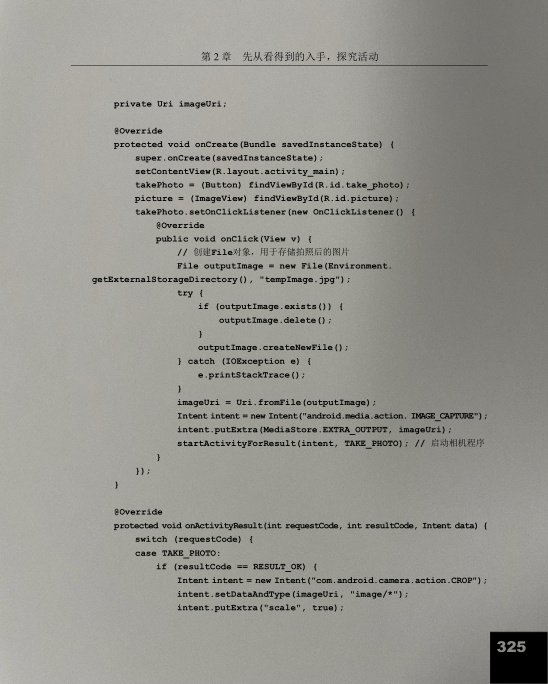 第 2 章　先从看得到的入手，探究活动
private Uri imageUri;
@Override
protected void onCreate(Bundle savedInstanceState) {
super.onCreate(savedInstanceState);
setContentView(R.layout.activity_main);
takePhoto = (Button) findViewById(R.id.take_photo);
picture = (ImageView) findViewById(R.id.picture);
takePhoto.setOnClickListener(new OnClickListener() {
@Override
public void onClick(View v) {
// 创建File对象，用于存储拍照后的图片
File outputImage = new File(Environment.
getExternalStorageDirectory(), "tempImage.jpg");
try {
if (outputImage.exists()) {
outputImage.delete();
}
outputImage.createNewFile();
} catch (IOException e) {
e.printStackTrace();
}
imageUri = Uri.fromFile(outputImage);
Intent intent = new Intent("android.media.action. IMAGE_CAPTURE");
intent.putExtra(MediaStore.EXTRA_OUTPUT, imageUri);
startActivityForResult(intent, TAKE_PHOTO); // 启动相机程序
}
});
}
@Override
protected void onActivityResult(int requestCode, int resultCode, Intent data) {
switch (requestCode) {
case TAKE_PHOTO:
if (resultCode == RESULT_OK) {
Intent intent = new Intent("com.android.camera.action.CROP");
intent.setDataAndType(imageUri, "image/*");
intent.putExtra("scale", true);
325